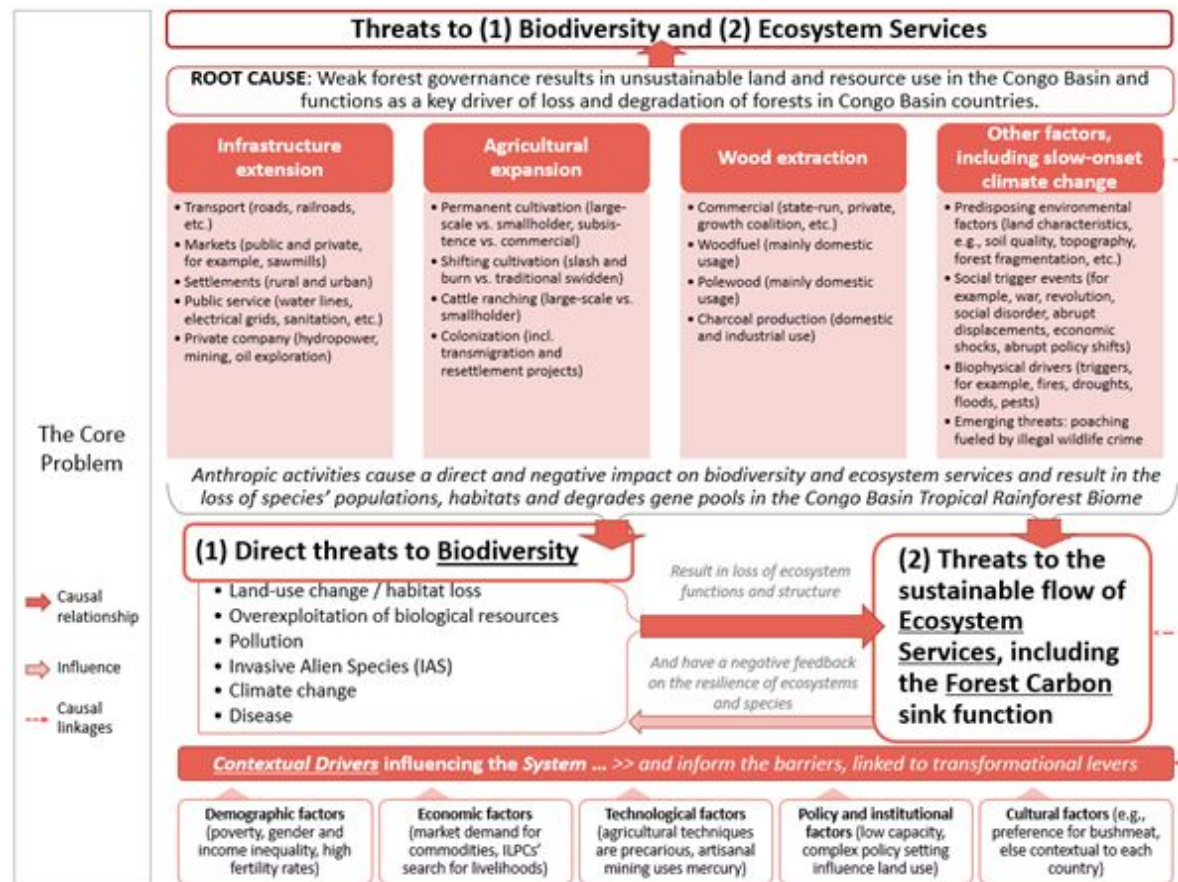 Threats to (1) Biodiversity and (2) Ecosystem Services
ROOT CAUSE: Weak forest governance results in unsustainable land and resource use in the Congo Basin and
functions as a key driver of loss and degradation of forests in Congo Basin countries.
Infrastructure
extension
• Transport (roads, railroads,
etc.)
• Markets (public and private,
for example, sawmills)
• Settlements (rural and urban)
• Public service (water lines,
electrical grids, sanitation, etc.)
• Private company (hydropower,
mining, oil exploration)
Agricultural
expansion
• Permanent cultivation (large-
scale vs. smallholder, subsis-
tence vs. commercial)
• Shifting cultivation (slash and
burn vs. traditional swidden)
• Cattle ranching (large-scale vs.
smallholder)
• Colonization (incl.
transmigration and
resettlement projects)
Wood extraction
• Commercial (state-run, private,
growth coalition, etc.)
• Woodfuel (mainly domestic
usage)
• Polewood (mainly domestic
usage)
• Charcoal production (domestic
and industrial use)
Other factors,
including slow-onset
climate change
• Predisposing environmental
factors (land characteristics,
e.g., soil quality, topography,
forest fragmentation, etc.)
• Social trigger events (for
example, war, revolution,
social disorder, abrupt
displacements, economic
shocks, abrupt policy shifts)
• Biophysical drivers (triggers,
for example, fires, droughts,
floods, pests)
• Emerging threats: poaching
fueled by illegal wildlife crime
The Core
Problem
Anthropic activities cause a direct and negative impact on biodiversity and ecosystem services and result in the
loss of species’ populations, habitats and degrades gene pools in the Congo Basin Tropical Rainforest Biome
(1) Direct threats to Biodiversity
• Land-use change / habitat loss
• Overexploitation of biological resources
• Pollution
• Invasive Alien Species (IAS)
• Climate change
• Disease
Result in loss of ecosystem
functions and structure
And have a negative feedback
on the resilience of ecosystems
and species
(2) Threats to the
sustainable flow of
Ecosystem
Services, including
the Forest Carbon
sink function
Causal
relationship
Influence
Causal
linkages
Contextual Drivers influencing the System ... >> and inform the barriers, linked to transformational levers
Demographic factors
(poverty, gender and
income inequality, high
fertility rates)
Economic factors
(market demand for
commodities, ILPCs’
search for livelihoods)
Technological factors
(agricultural techniques
are precarious, artisanal
mining uses mercury)
Policy and institutional
factors (low capacity,
complex policy setting
influence land use)
Cultural factors (e.g.,
preference for bushmeat,
else contextual to each
country)